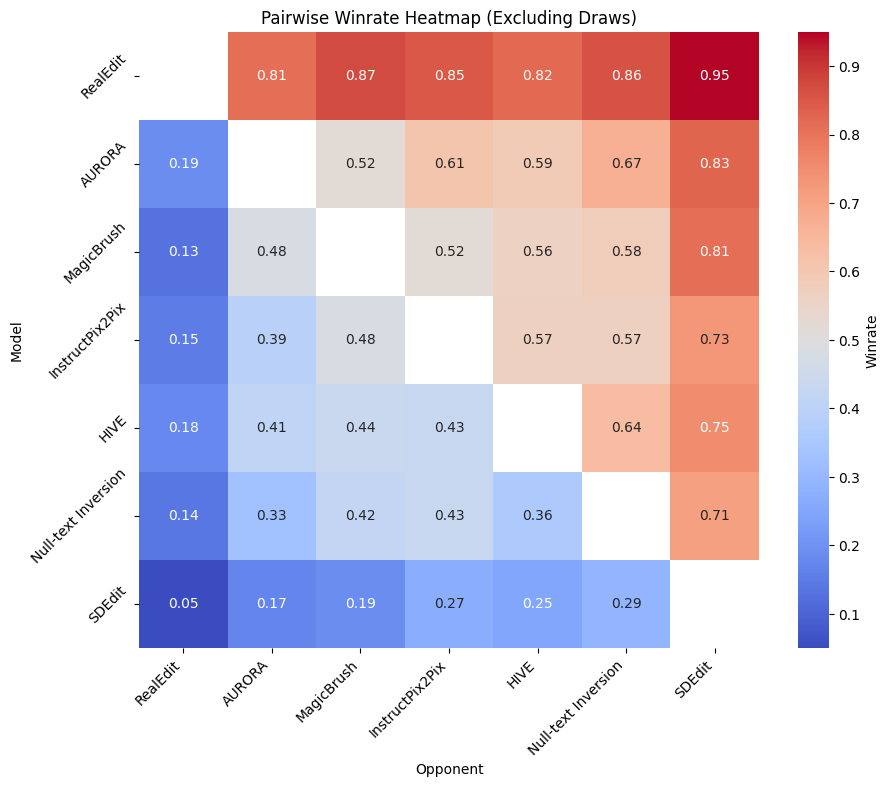 Pairwise Winrate Heatmap (Excluding Draws)
RealEdit 0.81 0.87 0.85 0.82 0.86 0.95
AURORA 0.19 0.52 0.61 0.59 0.67 0.83
MagicBrush 0.13 0.48 0.52 0.56 0.58 0.81
InstructPix2Pix 0.15 0.39 0.48 0.57 0.57 0.73
HIVE 0.18 0.41 0.44 0.43 0.64 0.75
Null-text Inversion 0.14 0.33 0.42 0.43 0.36 0.71
SDEdit 0.05 0.17 0.19 0.27 0.25 0.29
Model
RealEdit AURORA MagicBrush InstructPix2Pix HIVE Null-text Inversion SDEdit
Opponent
0.9
0.8
0.7
0.6
0.5
0.4
0.3
0.2
0.1
Winrate